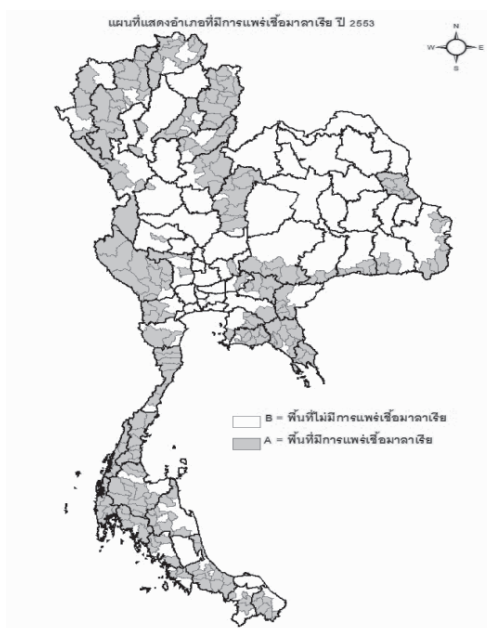 แผนที่แสดงอำเภอที่มีการแพร่เชื้อมาลาเรีย ปี 2553
N
W E
S
B = พื้นที่ไม่มีการแพร่เชื้อมาลาเรีย
A = พื้นที่มีการแพร่เชื้อมาลาเรีย